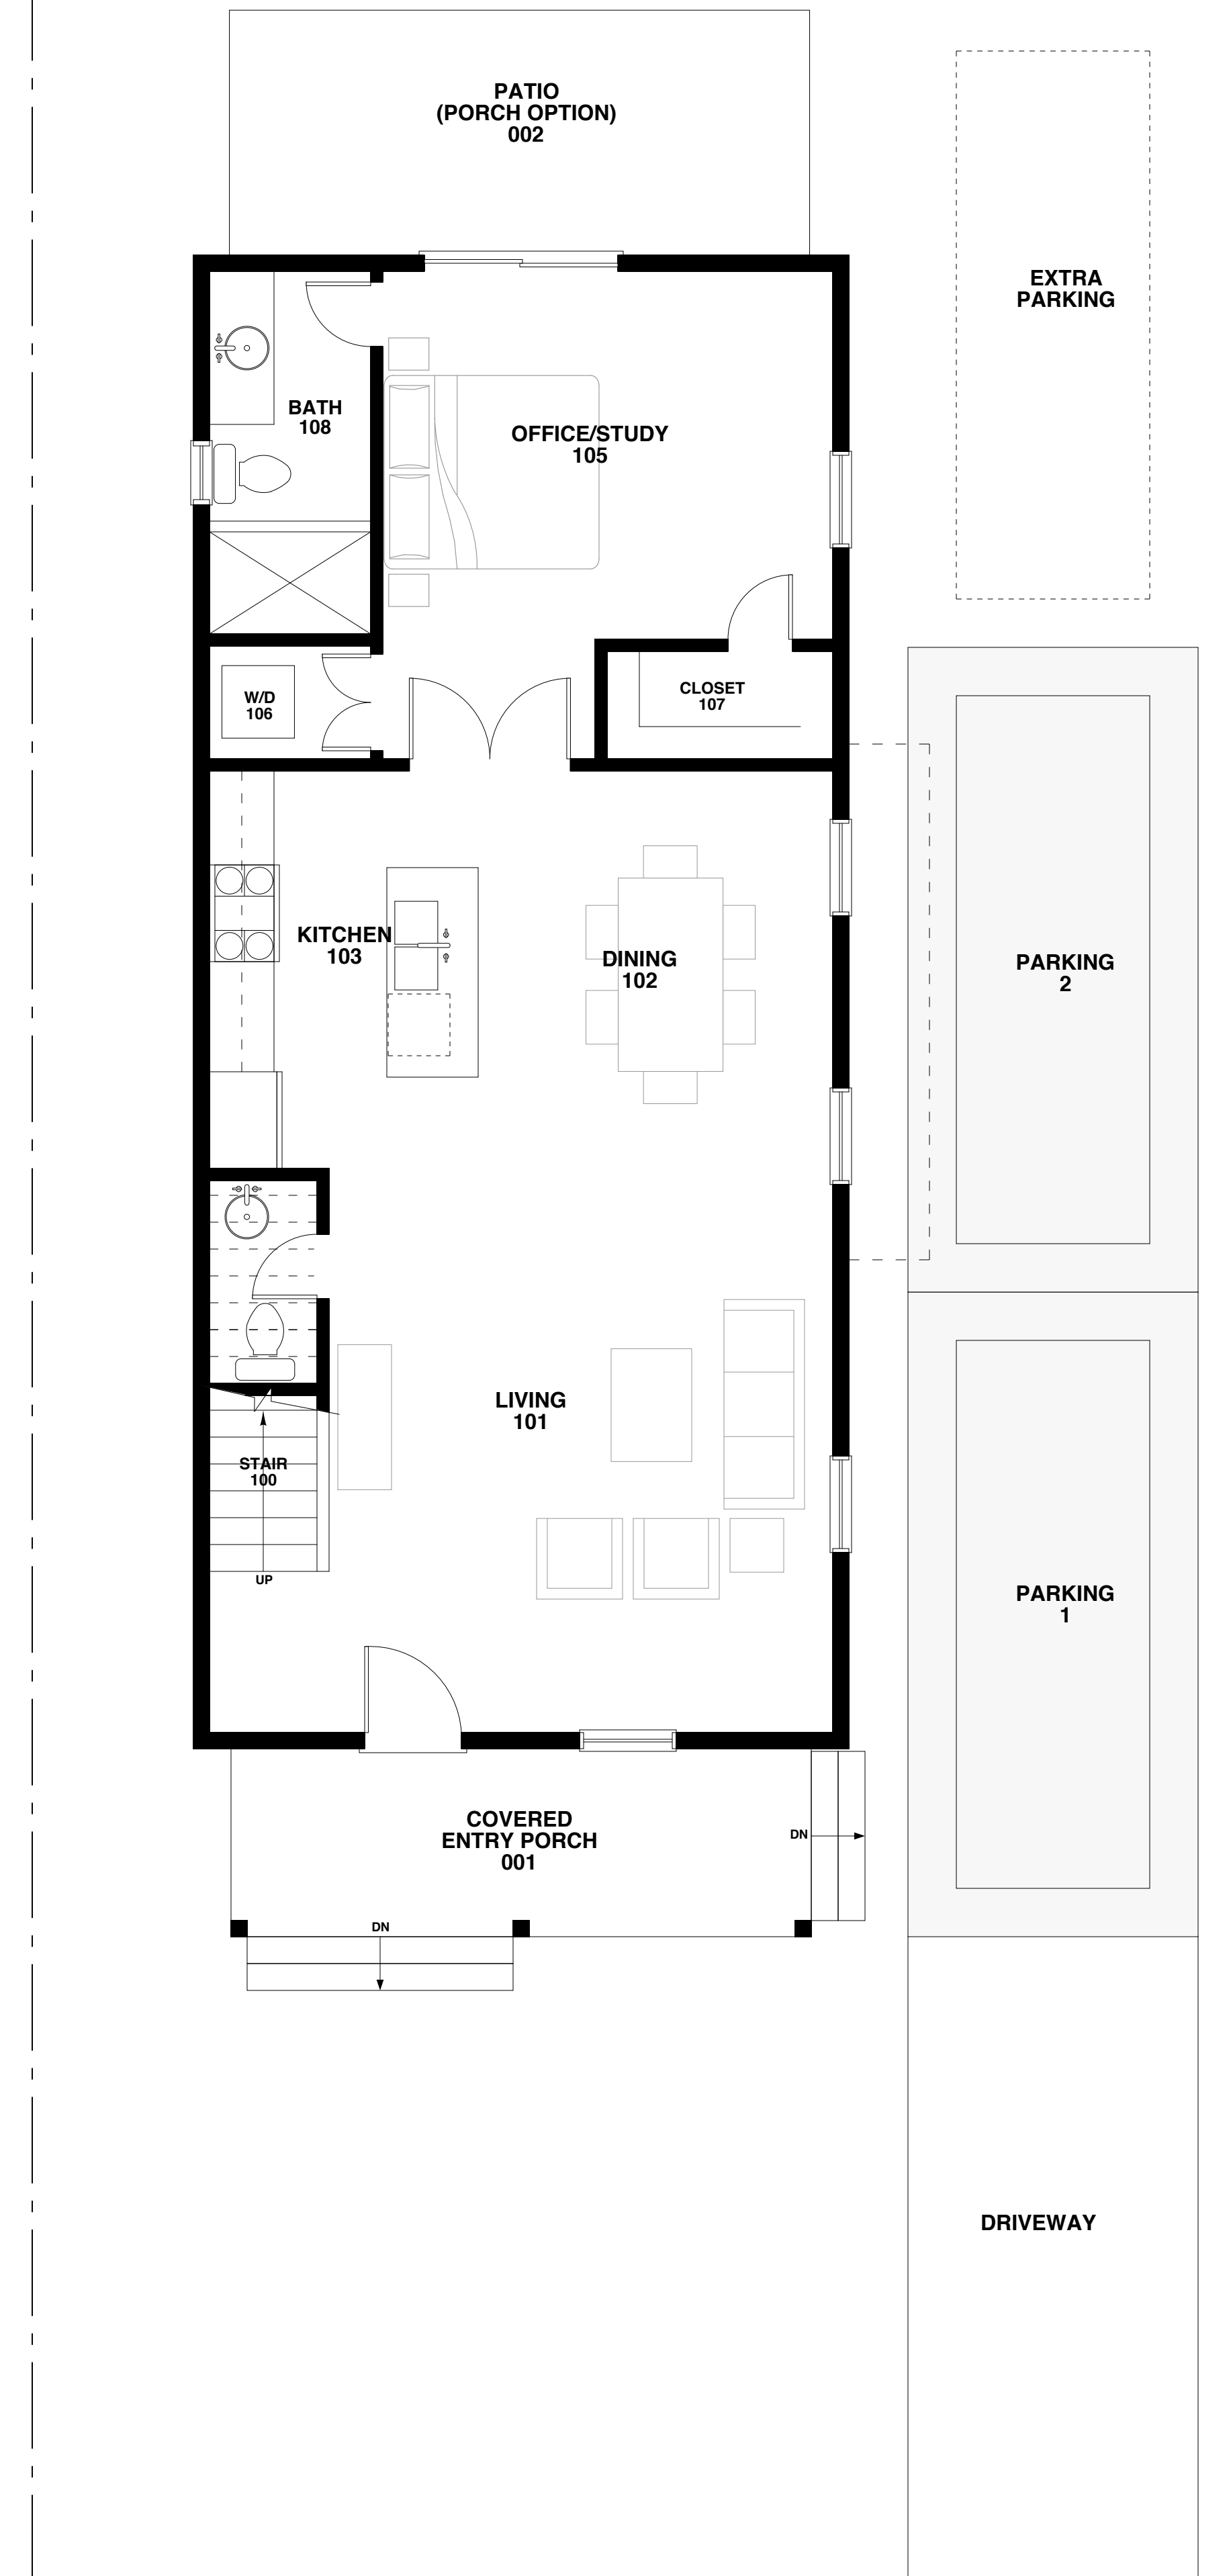 PATIO
(PORCH OPTION)
002
EXTRA
PARKING
BATH
108
OFFICE/STUDY
105
W/D
106
CLOSET
107
KITCHEN
103
DINING
102
PARKING
2
LIVING
101
STAIR
100
UP
PARKING
1
COVERED
ENTRY PORCH
001
DN
DN
DRIVEWAY